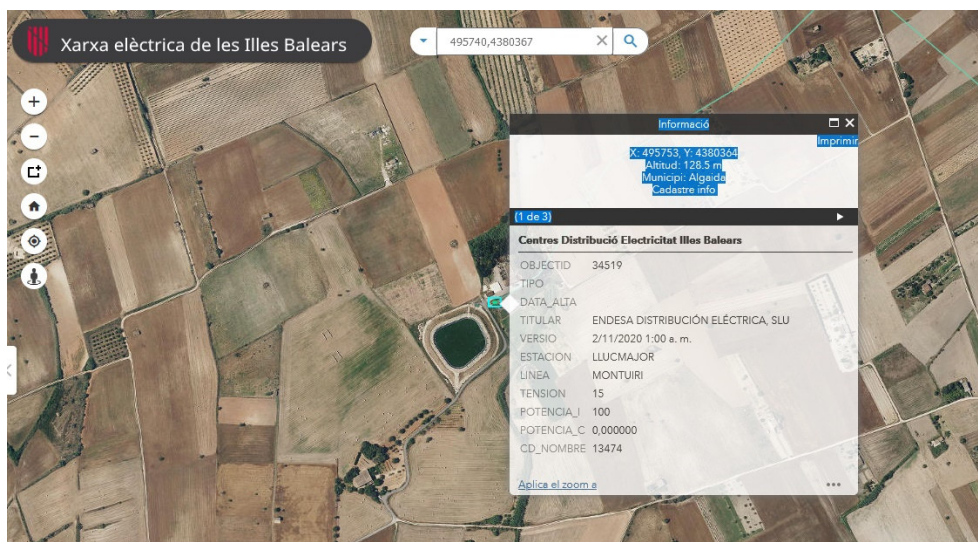 Xarxa elèctrica de les Illes Balears
495740,4380367
Informació
Imprimir
X: 495753, Y: 4380364
Altitud: 128.5 m
Municipi: Algaida
Cadastre info
(1 de 3)
Centres Distribució Electricitat Illes Balears
OBJECTID 34519
TIPO
DATA_ALTA
TITULAR ENDESA DISTRIBUCIÓN ELÉCTRICA, SLU
VERSIO 2/11/2020 1:00 a. m.
ESTACION LLUCMAJOR
LINEA MONTUIRI
TENSION 15
POTENCIA_I 100
POTENCIA_C 0,000000
CD_NOMBRE 13474
Aplica el zoom a